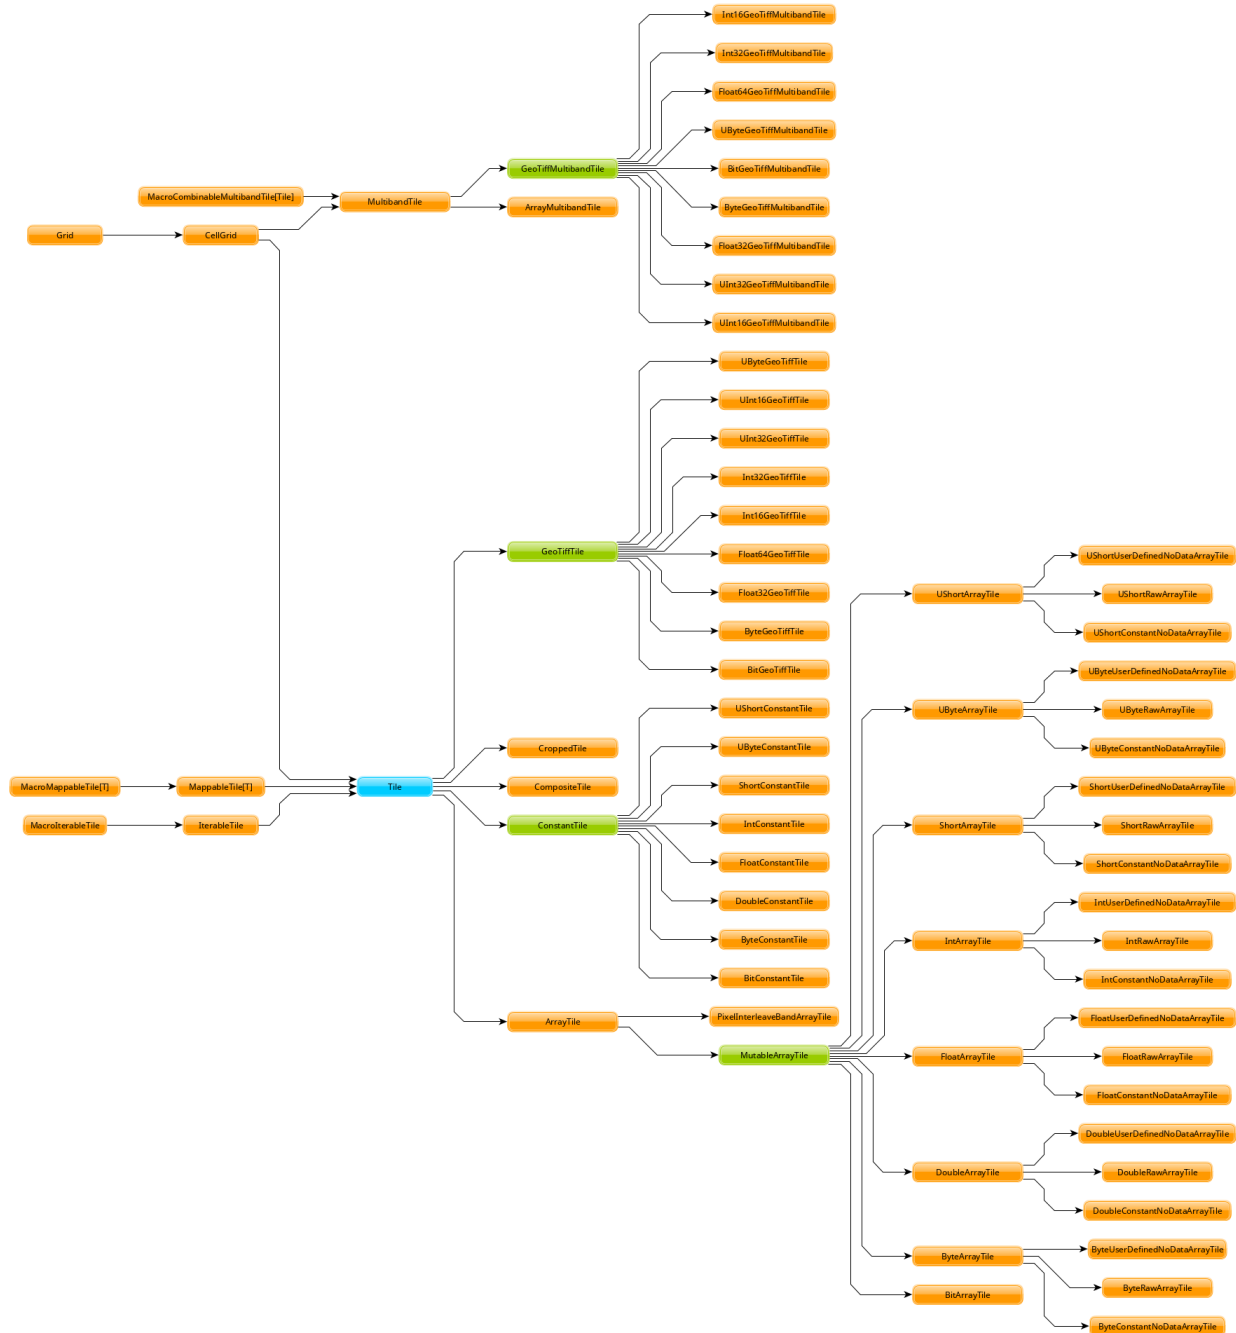 Int16GeoTiffMultibandTile
Int32GeoTiffMultibandTile
Float64GeoTiffMultibandTile
UByteGeoTiffMultibandTile
GeoTiffMultibandTile
BitGeoTiffMultibandTile
MacroCombinableMultibandTile[Tile]
MultibandTile
ArrayMultibandTile
ByteGeoTiffMultibandTile
Grid
CellGrid
Float32GeoTiffMultibandTile
UInt32GeoTiffMultibandTile
UInt16GeoTiffMultibandTile
UByteGeoTiffTile
UInt16GeoTiffTile
UInt32GeoTiffTile
Int32GeoTiffTile
Int16GeoTiffTile
GeoTiffTile
Float64GeoTiffTile
UShortUserDefinedNoDataArrayTile
Float32GeoTiffTile
UShortArrayTile
UShortRawArrayTile
ByteGeoTiffTile
UShortConstantNoDataArrayTile
BitGeoTiffTile
UByteUserDefinedNoDataArrayTile
UShortConstantTile
UByteArrayTile
UByteRawArrayTile
CroppedTile
UByteConstantTile
UByteConstantNoDataArrayTile
MacroMappableTile[T]
MappableTile[T]
Tile
CompositeTile
ShortConstantTile
ShortUserDefinedNoDataArrayTile
MacroIterableTile
IterableTile
ConstantTile
IntConstantTile
ShortArrayTile
ShortRawArrayTile
FloatConstantTile
ShortConstantNoDataArrayTile
DoubleConstantTile
IntUserDefinedNoDataArrayTile
ByteConstantTile
IntArrayTile
IntRawArrayTile
BitConstantTile
IntConstantNoDataArrayTile
ArrayTile
PixelInterleaveBandArrayTile
FloatUserDefinedNoDataArrayTile
MutableArrayTile
FloatArrayTile
FloatRawArrayTile
FloatConstantNoDataArrayTile
DoubleUserDefinedNoDataArrayTile
DoubleArrayTile
DoubleRawArrayTile
DoubleConstantNoDataArrayTile
ByteUserDefinedNoDataArrayTile
ByteArrayTile
ByteRawArrayTile
BitArrayTile
ByteConstantNoDataArrayTile